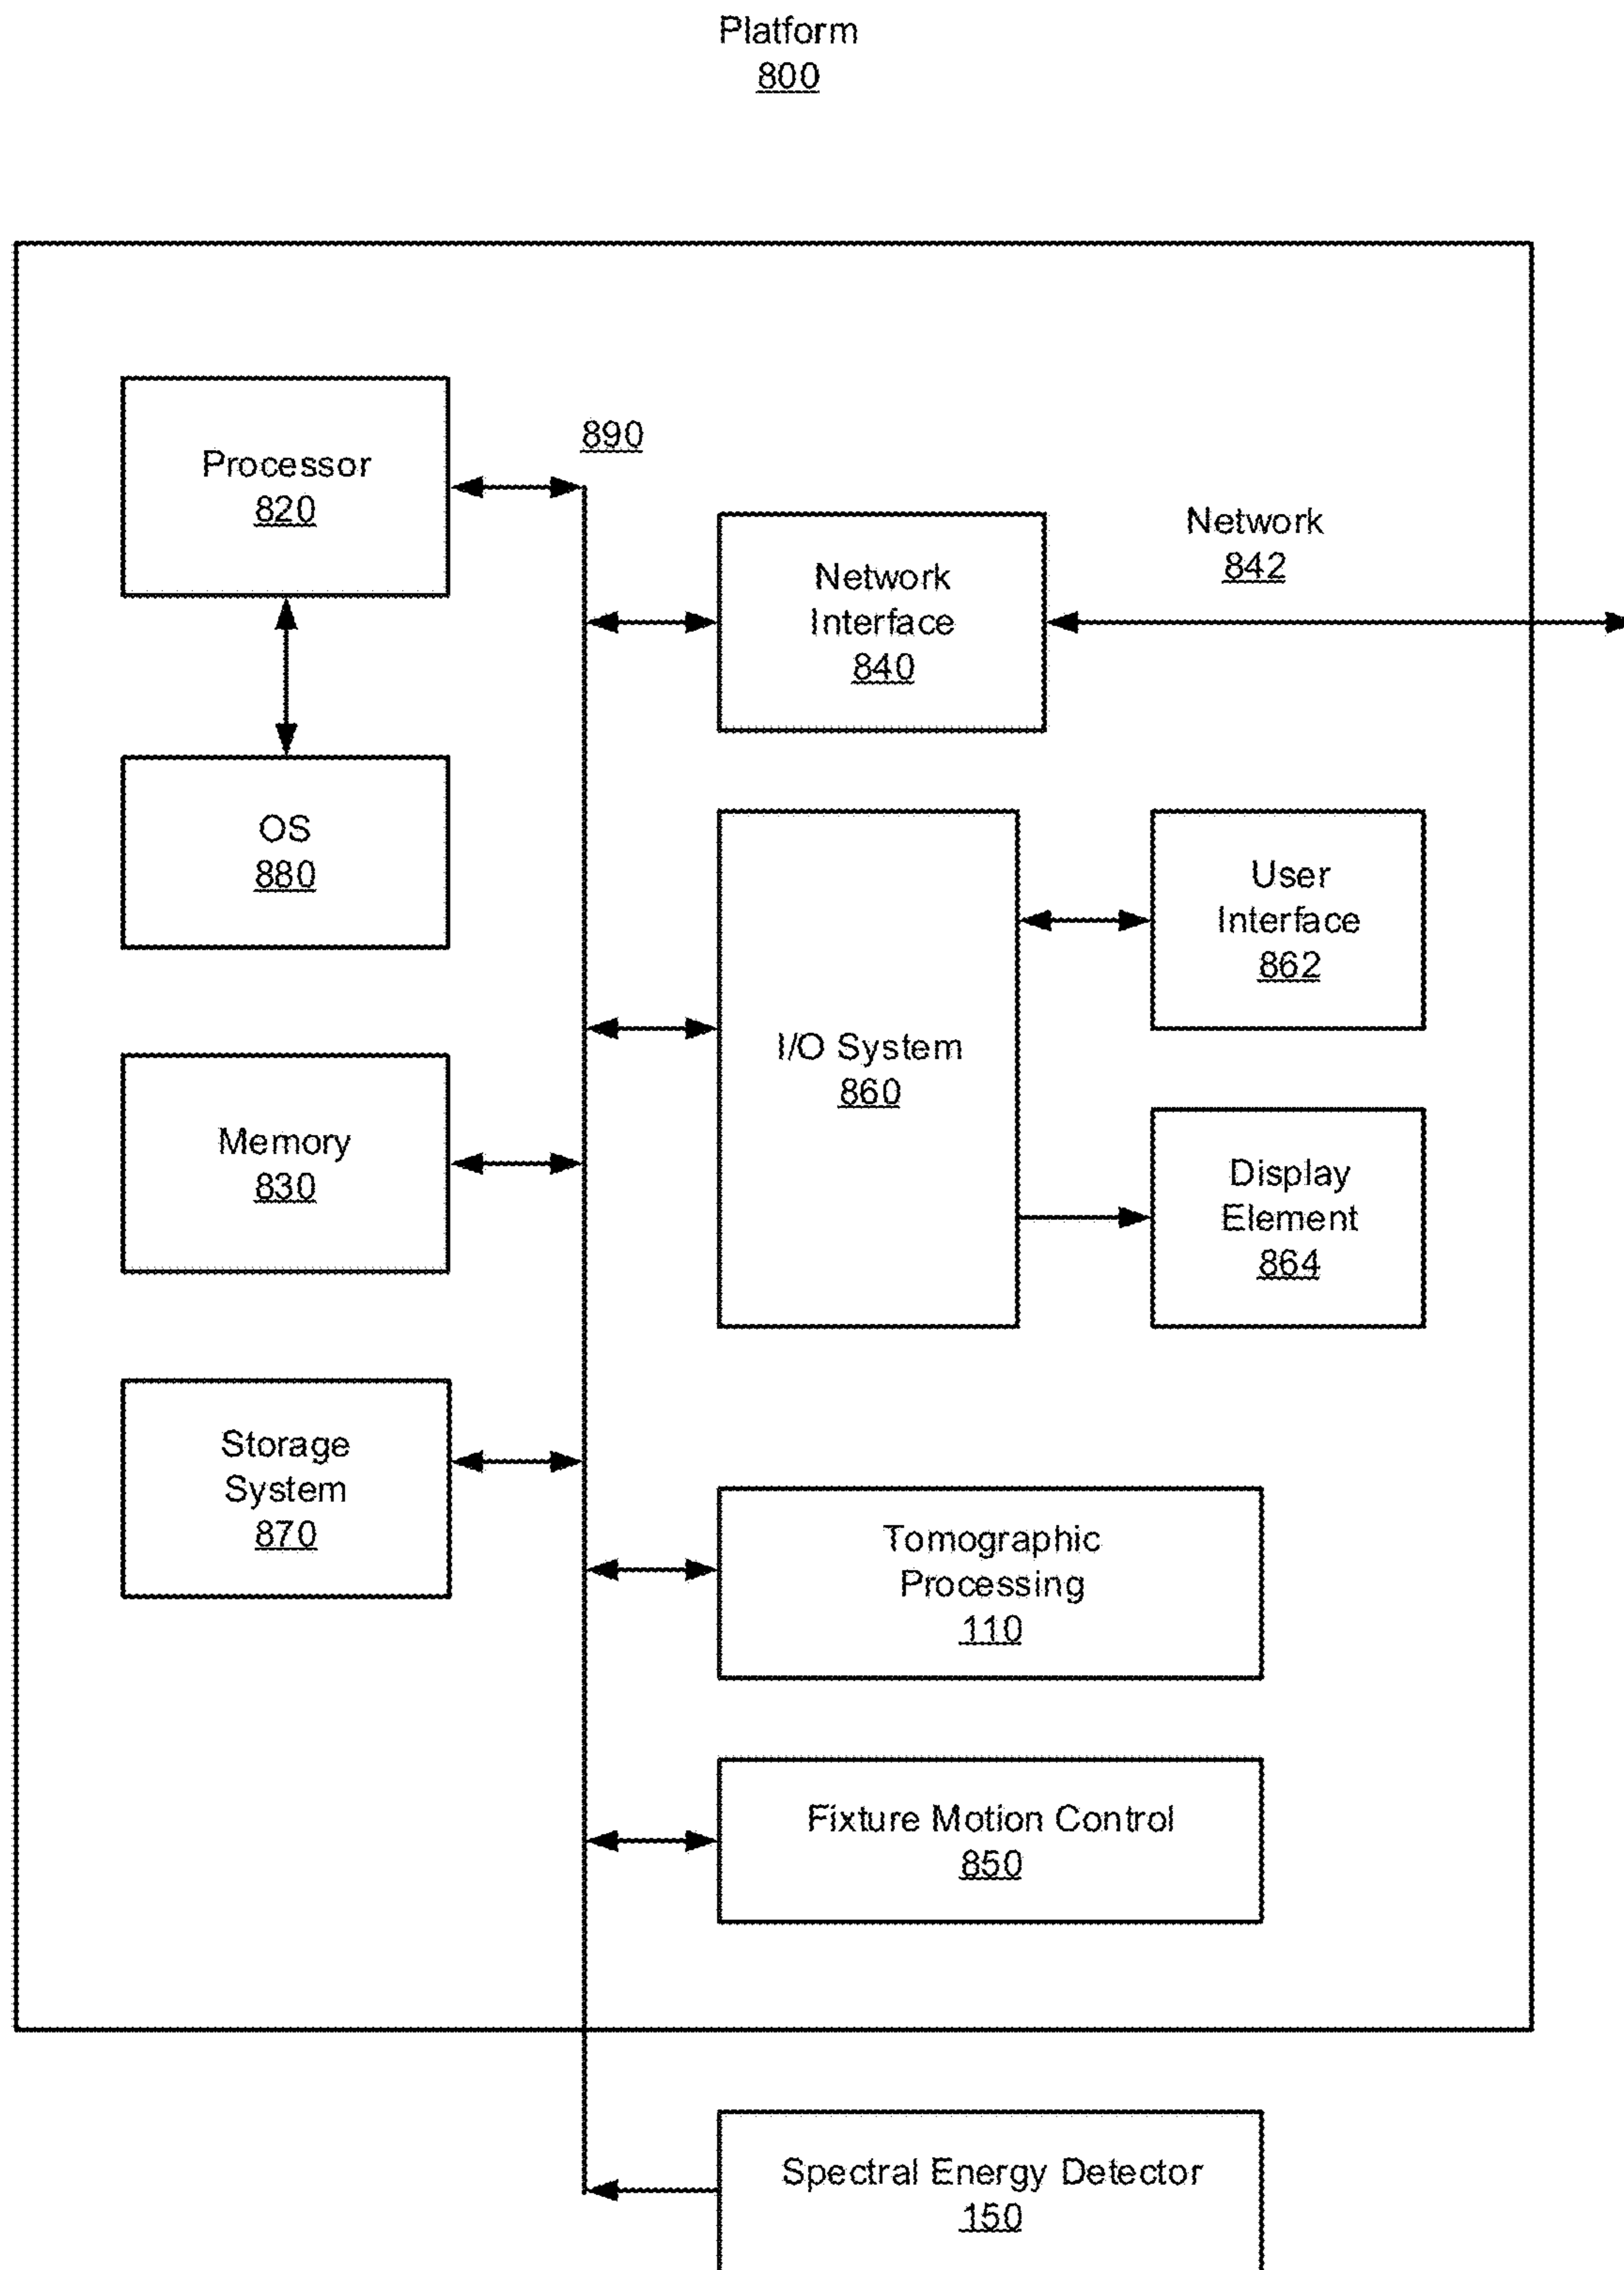 Platform
800
Processor
820
890
Network
842
Network
Interface
840
OS
880
User
Interface
862
I/O System
860
Memory
830
Display
Element
864
Storage
System
870
Tomographic
Processing
110
Fixture Motion Control
850
Spectral Energy Detector
150